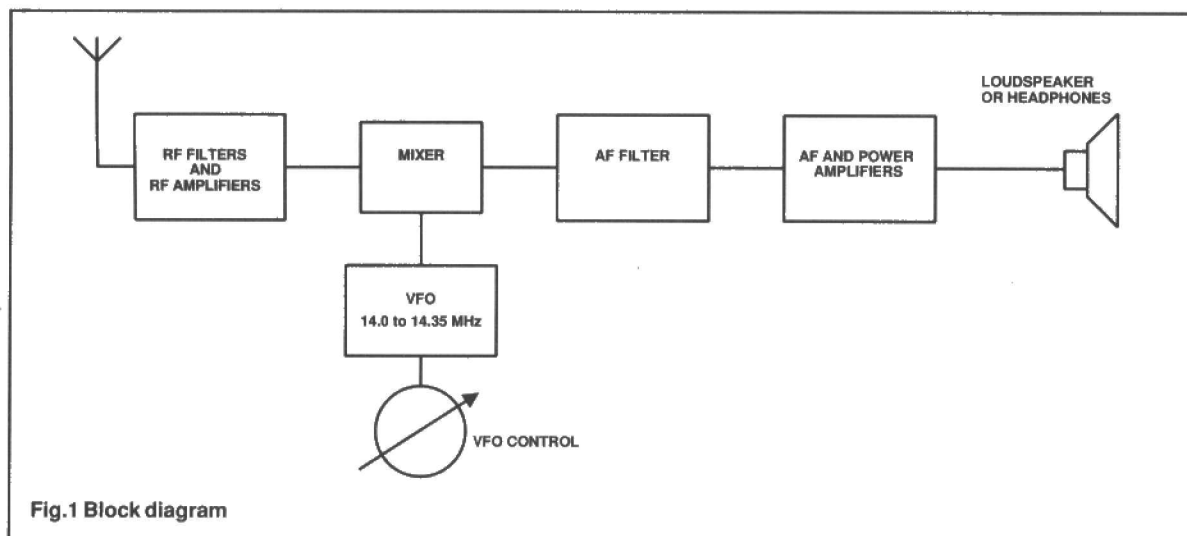 LOUDSPEAKER
OR HEADPHONES
RF FILTERS
AND
RF AMPLIFIERS
MIXER
AF FILTER
AF AND POWER
AMPLIFIERS
VFO
14.0 to 14.35 MHz
VFO CONTROL
Fig.1 Block diagram